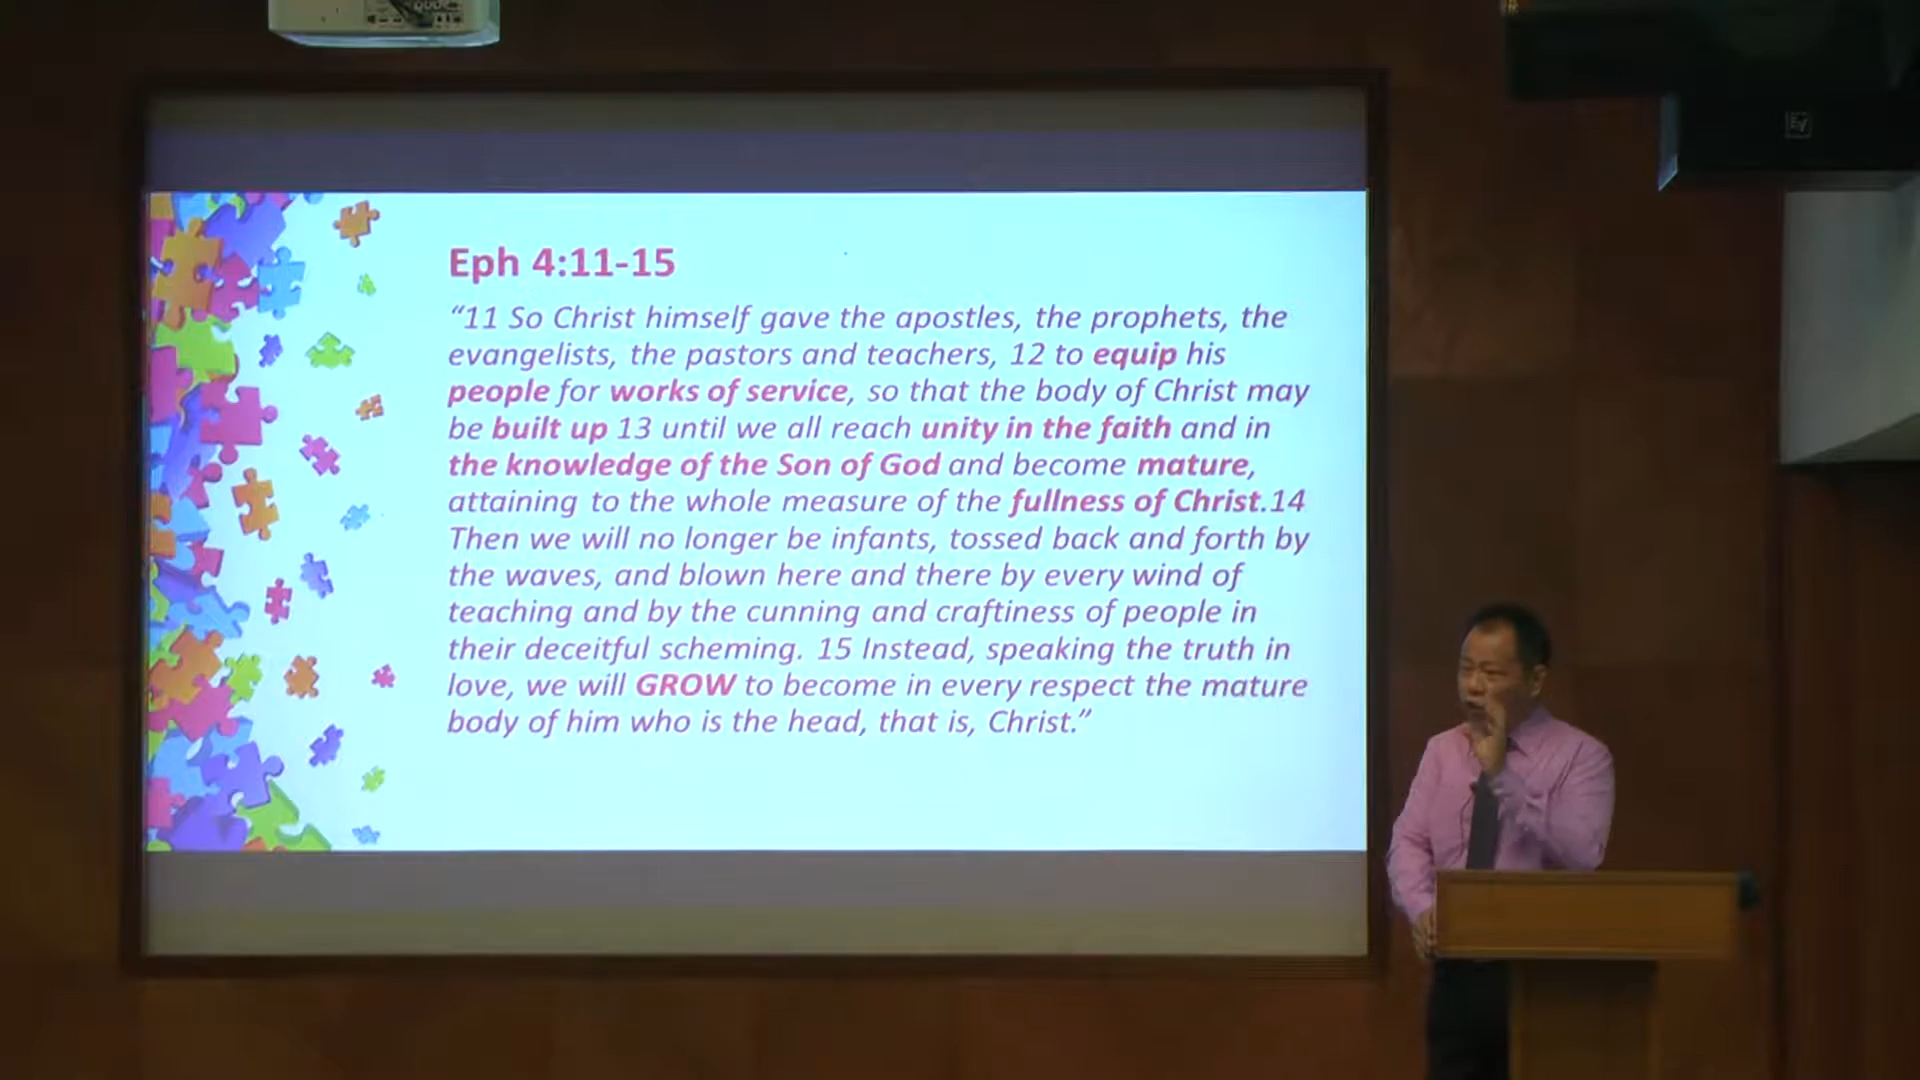 Eph 4:11-15
“11 So Christ himself gave the apostles, the prophets, the
evangelists, the pastors and teachers, 12 to equip his
people for works of service, so that the body of Christ may
be built up 13 until we all reach unity in the faith and in
the knowledge of the Son of God and become mature,
attaining to the whole measure of the fullness of Christ.14
Then we will no longer be infants, tossed back and forth by
the waves, and blown here and there by every wind of
teaching and by the cunning and craftiness of people in
their deceitful scheming. 15 Instead, speaking the truth in
love, we will GROW to become in every respect the mature
body of him who is the head, that is, Christ.”
EV